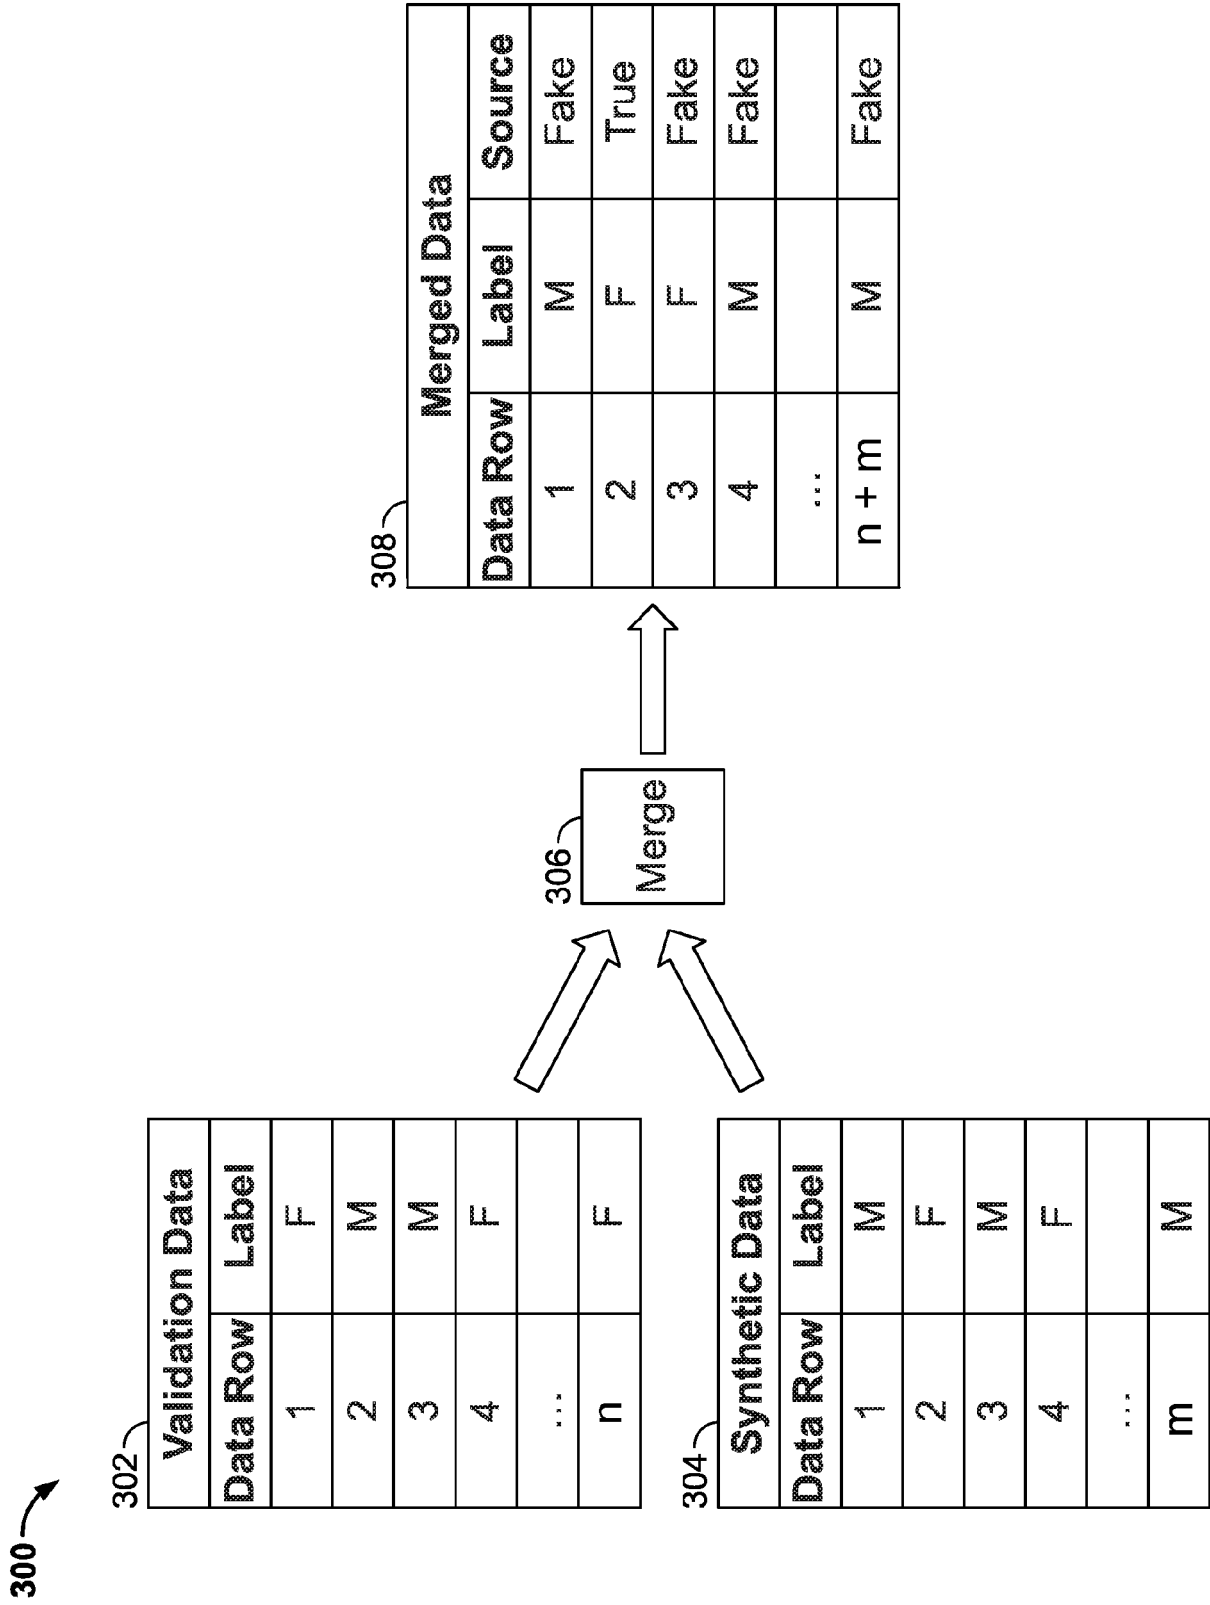 300
302
Validation Data
Data Row Label
1 F
2 M
3 M
4 F
...
n F
304
Synthetic Data
Data Row Label
1 M
2 F
3 M
4 F
...
m M
306
Merge
308
Merged Data
Data Row Label Source
1 M Fake
2 F True
3 F Fake
4 M Fake
...
n + m M Fake